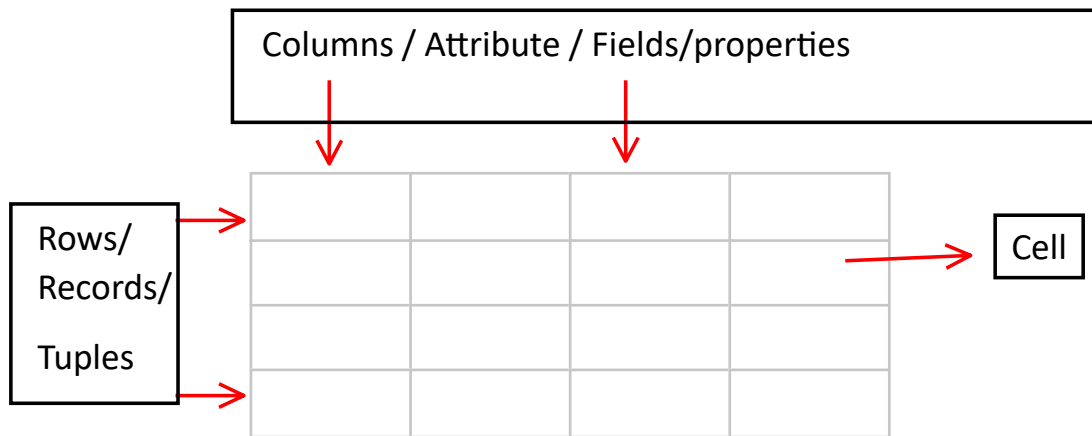 Columns / Attribute / Fields/properties
Rows/
Records/
Tuples
Cell